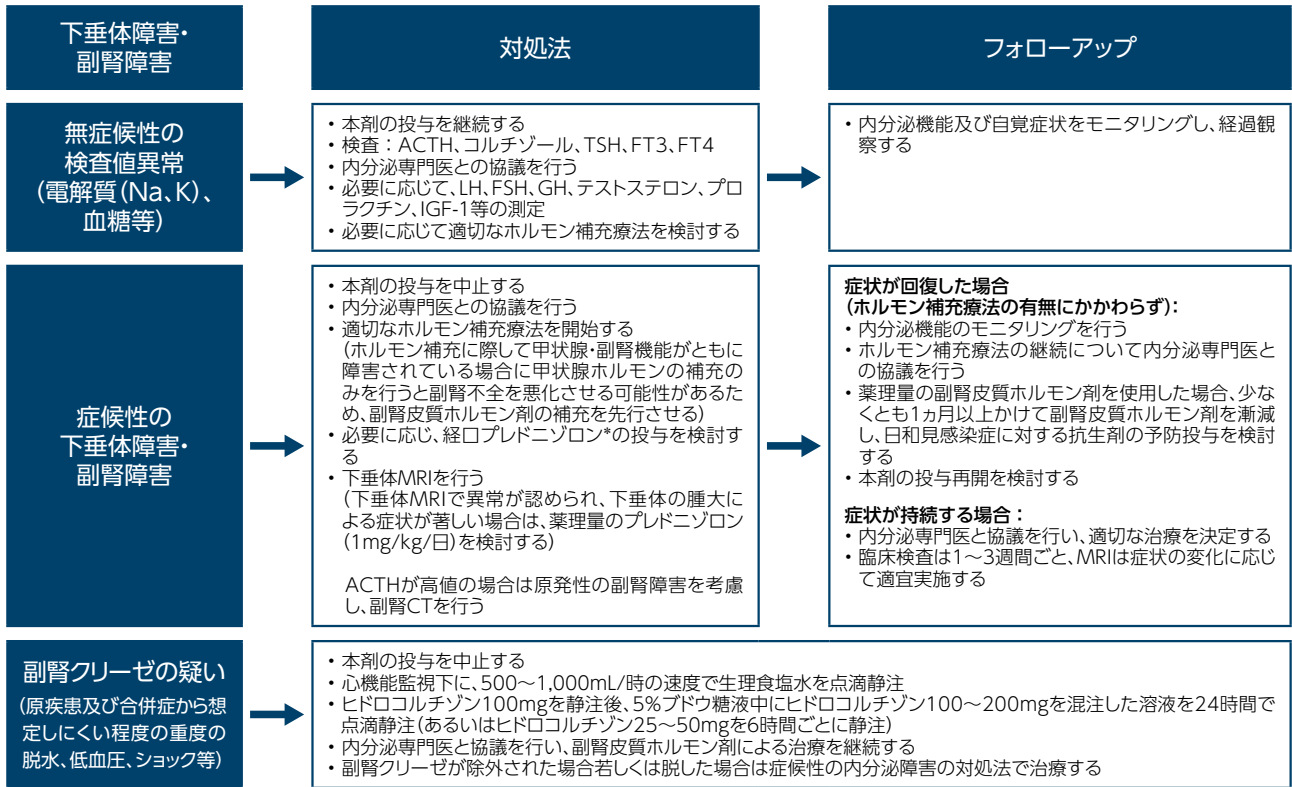 下垂体障害・
副腎障害
対処法
フォローアップ
無症候性の
検査値異常
(電解質(Na、K)、
血糖等)
・本剤の投与を継続する
・検査：ACTH、コルチゾール、TSH、FT3、FT4
・内分泌専門医との協議を行う
・必要に応じて、LH、FSH、GH、テストステロン、プロ
ラクチン、IGF-1等の測定
・必要に応じて適切なホルモン補充療法を検討する
・内分泌機能及び自覚症状をモニタリングし、経過観
察する
症候性の
下垂体障害・
副腎障害
・本剤の投与を中止する
・内分泌専門医との協議を行う
・適切なホルモン補充療法を開始する
(ホルモン補充に際して甲状腺・副腎機能がともに
障害されている場合に甲状腺ホルモンの補充の
みを行うと副腎不全を悪化させる可能性があるた
め、副腎皮質ホルモン剤の補充を先行させる)
・必要に応じ、経口プレドニゾロン*の投与を検討す
る
・下垂体MRIを行う
(下垂体MRIで異常が認められ、下垂体の腫大に
よる症状が著しい場合は、薬理量のプレドニゾロン
(1mg/kg/日)を検討する)
ACTHが高値の場合は原発性の副腎障害を考慮
し、副腎CTを行う
症状が回復した場合
(ホルモン補充療法の有無にかかわらず)：
・内分泌機能のモニタリングを行う
・ホルモン補充療法の継続について内分泌専門医と
の協議を行う
・薬理量の副腎皮質ホルモン剤を使用した場合、少な
くとも1ヵ月以上かけて副腎皮質ホルモン剤を漸減
し、日和見感染症に対する抗生剤の予防投与を検討
する
・本剤の投与再開を検討する
症状が持続する場合：
・内分泌専門医と協議を行い、適切な治療を決定する
・臨床検査は1～3週間ごと、MRIは症状の変化に応じ
て適宜実施する
副腎クリーゼの疑い
(原疾患及び合併症から想
定しにくい程度の重度の
脱水、低血圧、ショック等)
・本剤の投与を中止する
・心機能監視下に、500～1,000mL/時の速度で生理食塩水を点滴静注
・ヒドロコルチゾン100mgを静注後、5%ブドウ糖液中にヒドロコルチゾン100～200mgを混注した溶液を24時間で
点滴静注(あるいはヒドロコルチゾン25～50mgを6時間ごとに静注)
・内分泌専門医と協議を行い、副腎皮質ホルモン剤による治療を継続する
・副腎クリーゼが除外された場合若しくは脱した場合は症候性の内分泌障害の対処法で治療する